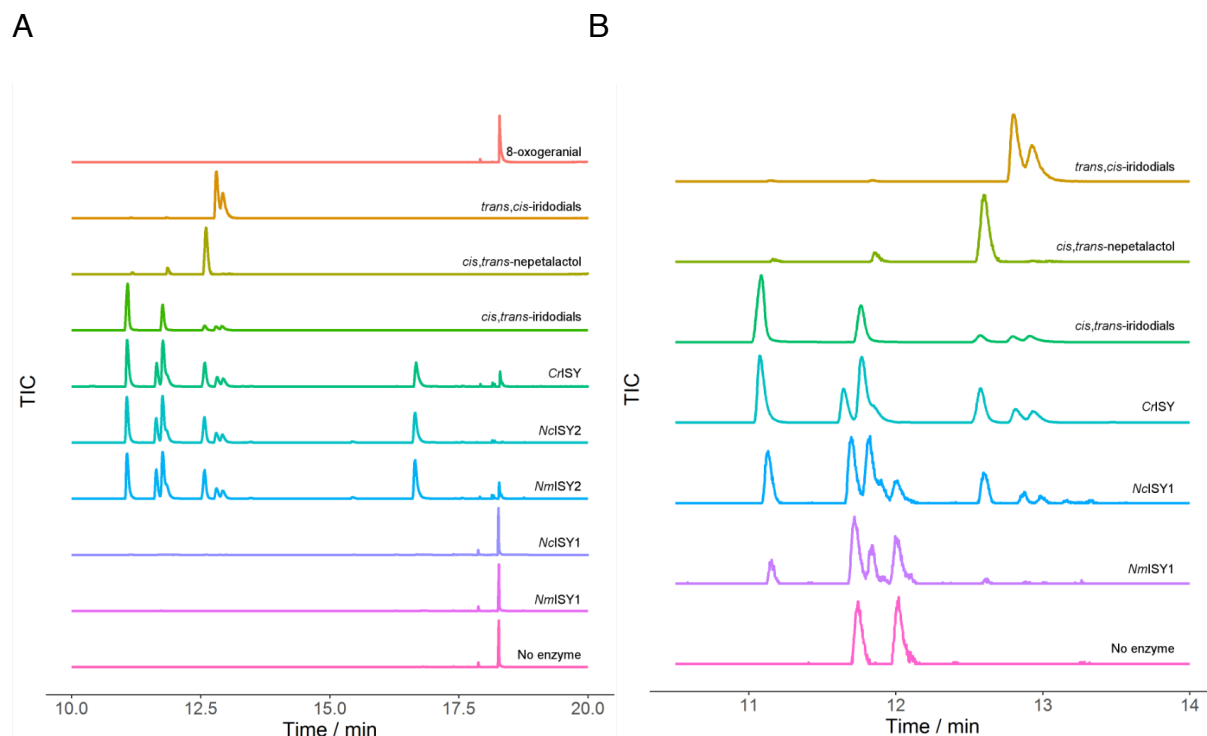 A
8-oxogeranial
trans,cis-iridodials
cis,trans-nepetalactol
cis,trans-iridodials
CrISY
NcISY2
NmISY2
NcISY1
NmISY1
No enzyme
TIC
10.0 12.5 15.0 17.5 20.0
Time / min
B
trans,cis-iridodials
cis,trans-nepetalactol
cis,trans-iridodials
CrISY
NcISY1
NmISY1
No enzyme
TIC
11 12 13 14
Time / min